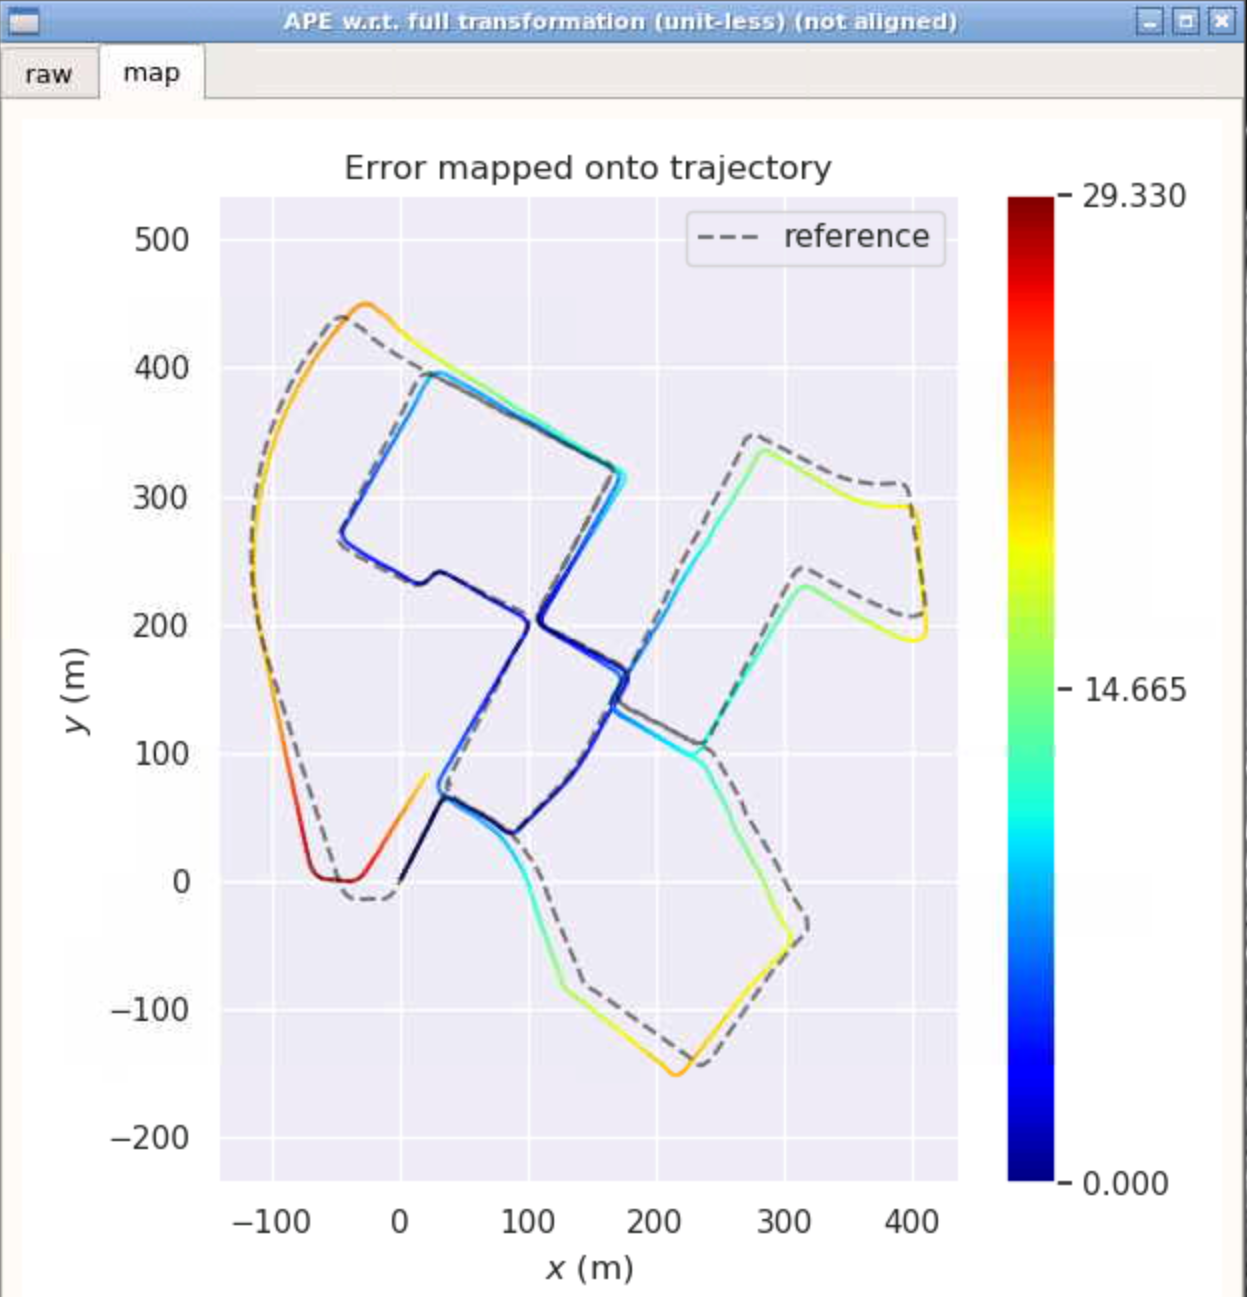 APE w.r.t. full transformation (unit-less) (not aligned)
raw map
Error mapped onto trajectory
reference
500
400
300
200
100
0
−100
−200
y (m)
−100 0 100 200 300 400
x (m)
29.330
14.665
0.000